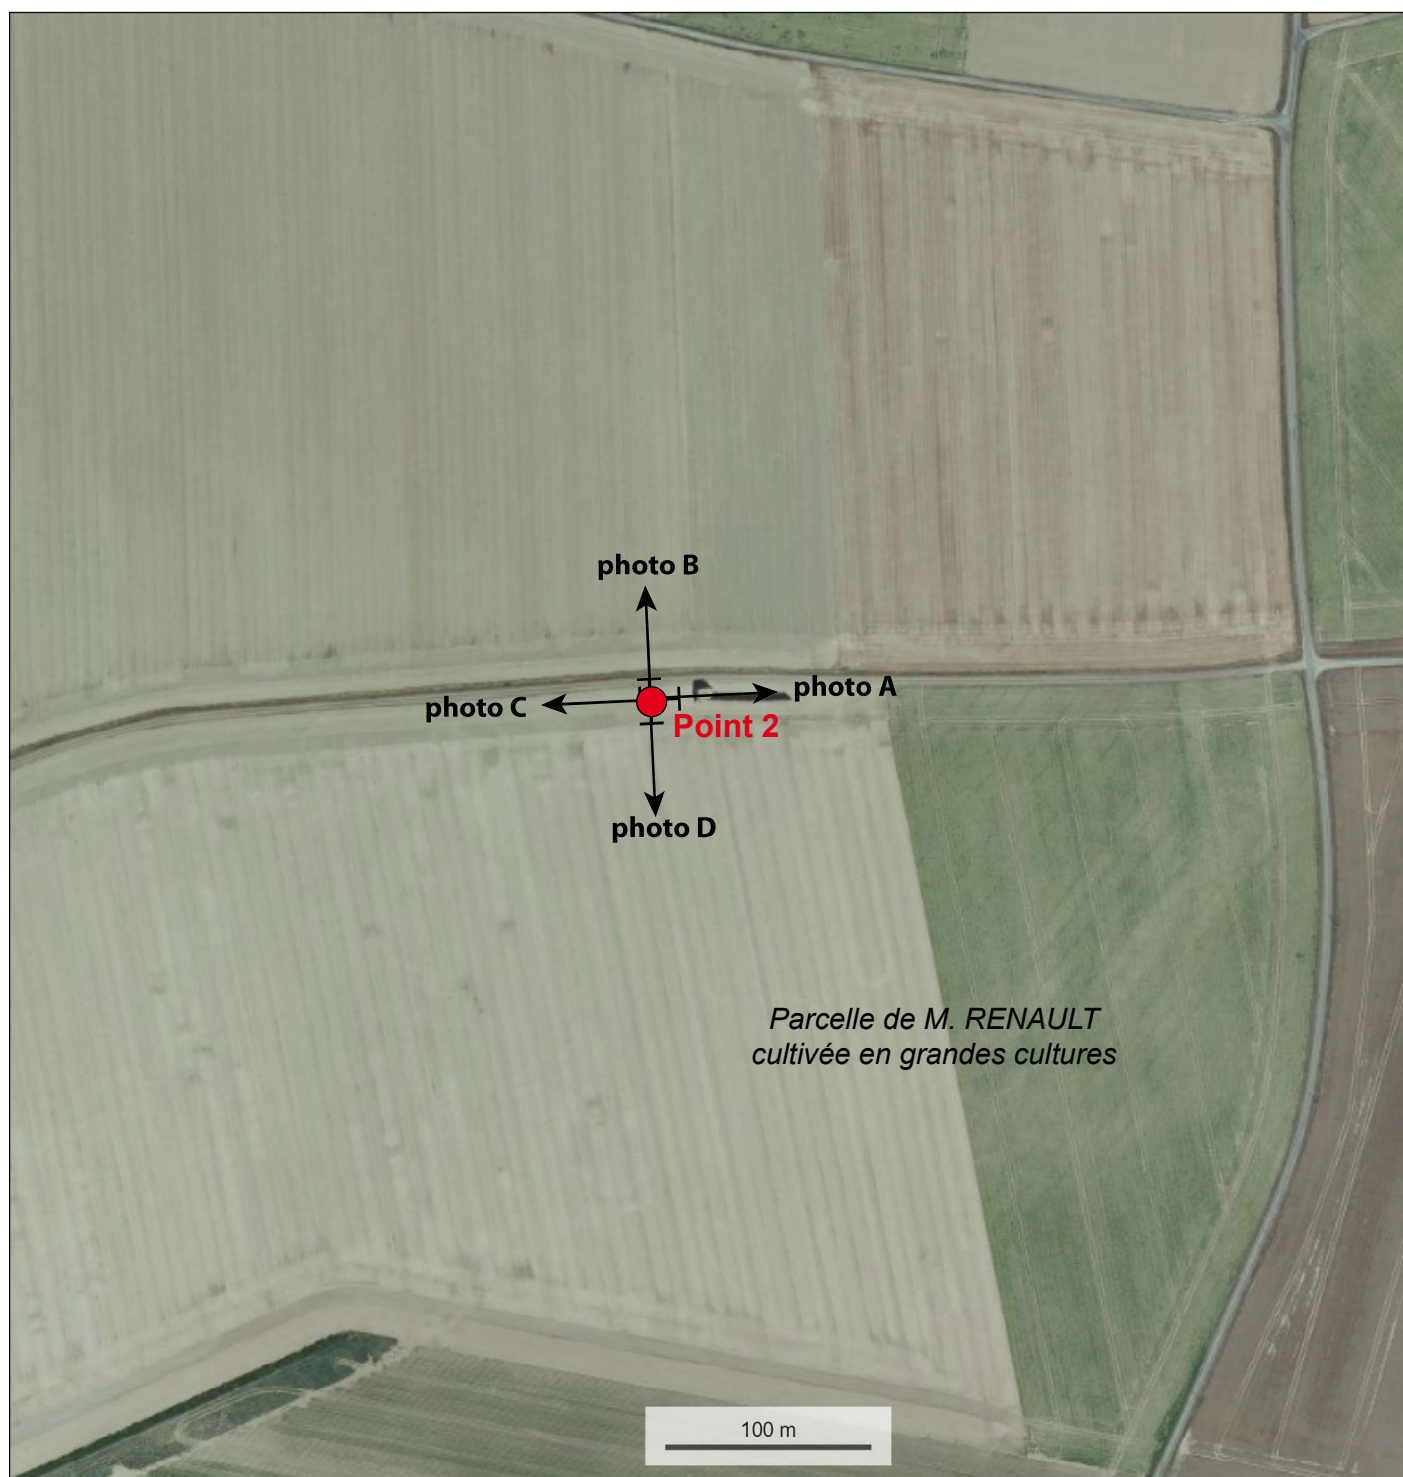 photo B
photo A
photo C
Point 2
photo D
Parcelle de M. RENAULT
cultivée en grandes cultures
100 m